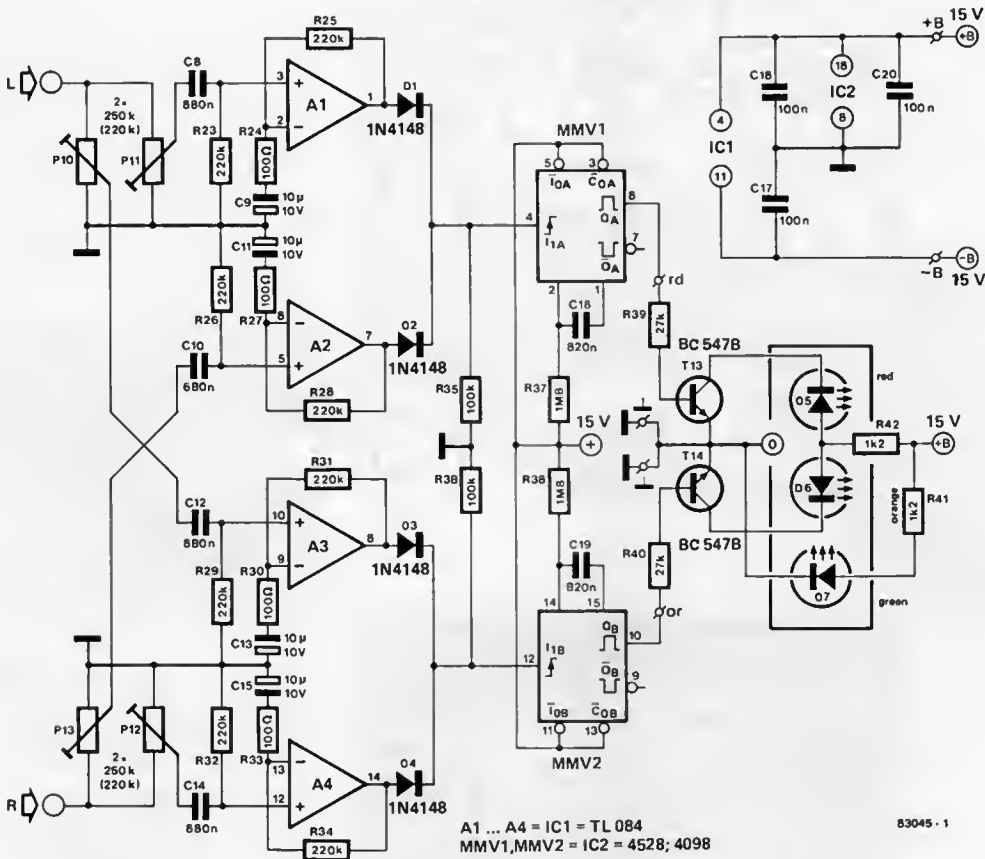 R25
220k
L
C8
880n
2x
250k
(220k)
P10
P11
R23
220k
R24
100Ω
C9
10µ
10V
3
+
2
−
A1
1
D1
1N4148
C11
10µ
10V
R26
220k
R27
100Ω
C10
680n
8
−
5
+
A2
7
02
1N4148
R28
220k
R31
220k
C12
880n
10
+
9
−
A3
8
03
1N4148
R29
220k
R30
100Ω
C13
10µ
10V
C15
10µ
10V
P13
P12
2x
250k
(220k)
R32
220k
R33
100Ω
R
C14
880n
13
−
12
+
A4
14
04
1N4148
R34
220k
R35
100k
R38
100k
MMV1
5
3
I0A
C0A
4
I1A
8
QA
7
QA
2
1
C18
820n
R37
1M8
15 V
+
R38
1M8
C19
820n
14
15
12
I1B
QB
10
QB
9
I0B
C0B
11
13
MMV2
rd
R39
27k
BC 547B
T13
T14
BC 547B
R40
27k
or
0
red
05
D6
R42
1k2
15 V
+B
R41
1k2
orange
07
green
4
IC1
11
C18
100n
18
IC2
8
C20
100n
C17
100n
+B
15 V
+B
−B
−B
15 V
A1 ... A4 = IC1 = TL 084
MMV1,MMV2 = IC2 = 4528; 4098
83045 - 1